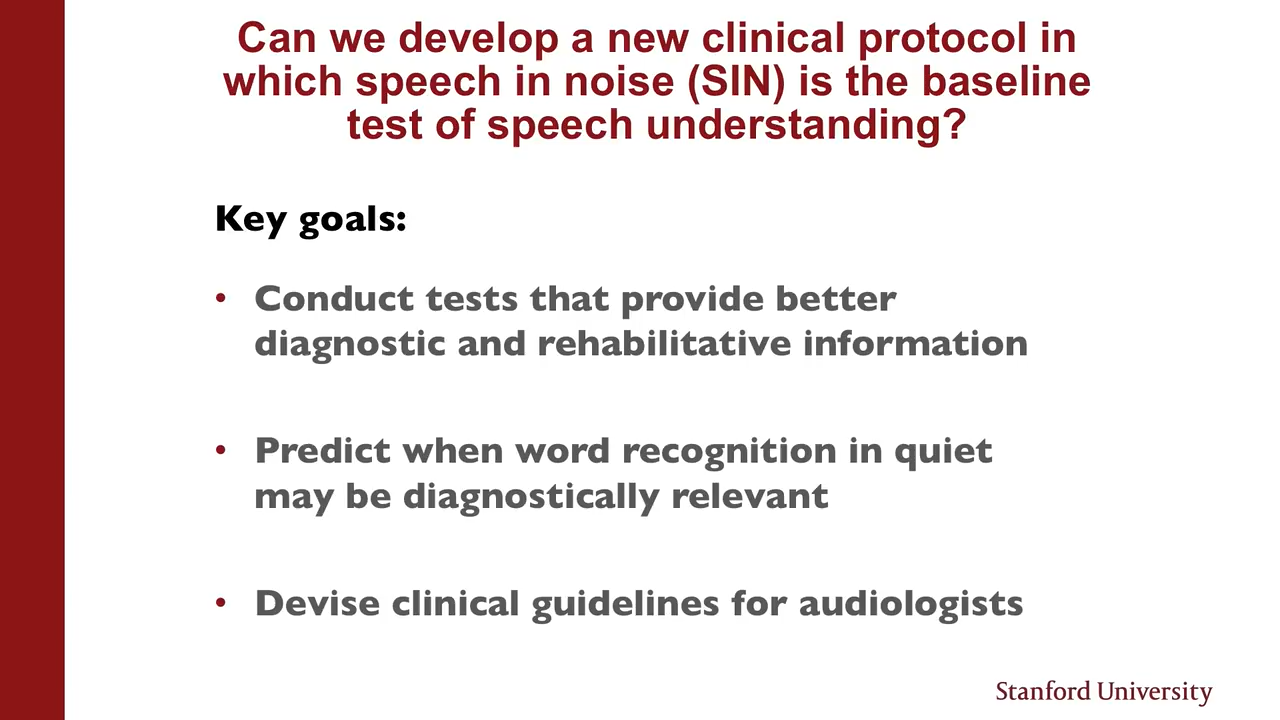 Can we develop a new clinical protocol in
which speech in noise (SIN) is the baseline
test of speech understanding?
Key goals:
• Conduct tests that provide better
diagnostic and rehabilitative information
• Predict when word recognition in quiet
may be diagnostically relevant
• Devise clinical guidelines for audiologists
Stanford University